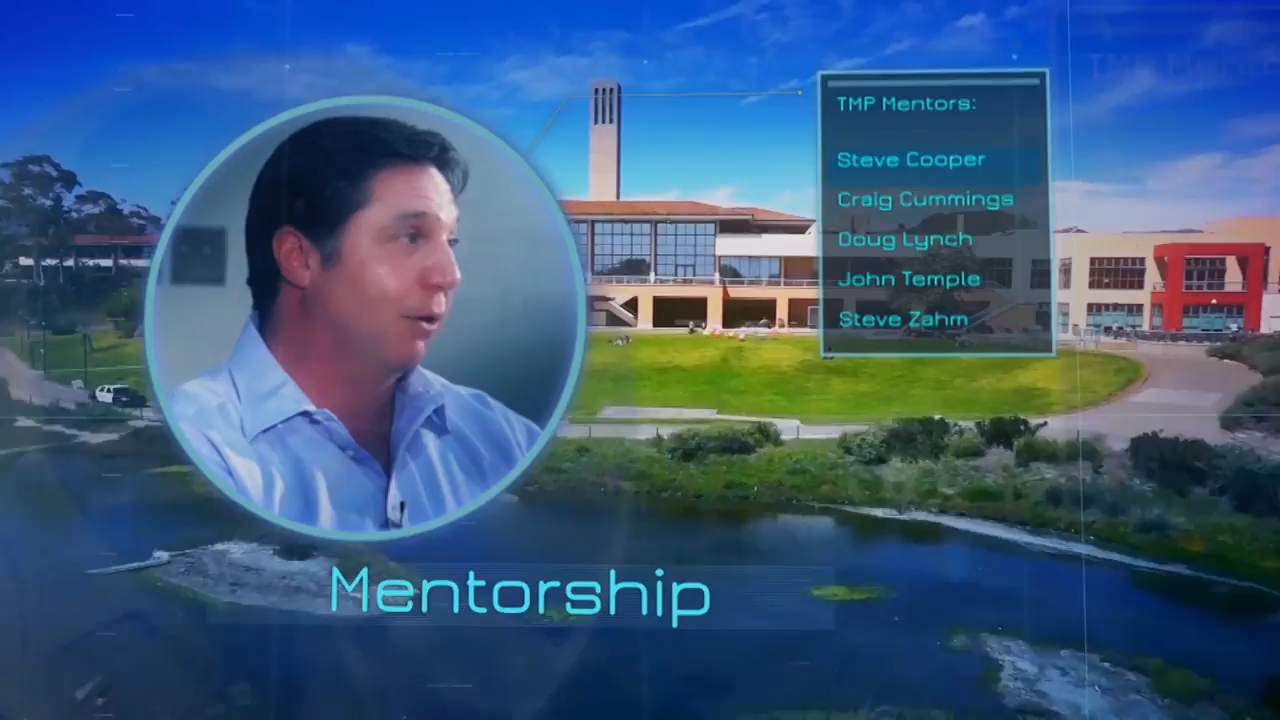 TMP Mentors:
Steve Cooper
Craig Cummings
Doug Lynch
John Temple
Steve Zahm
Mentorship